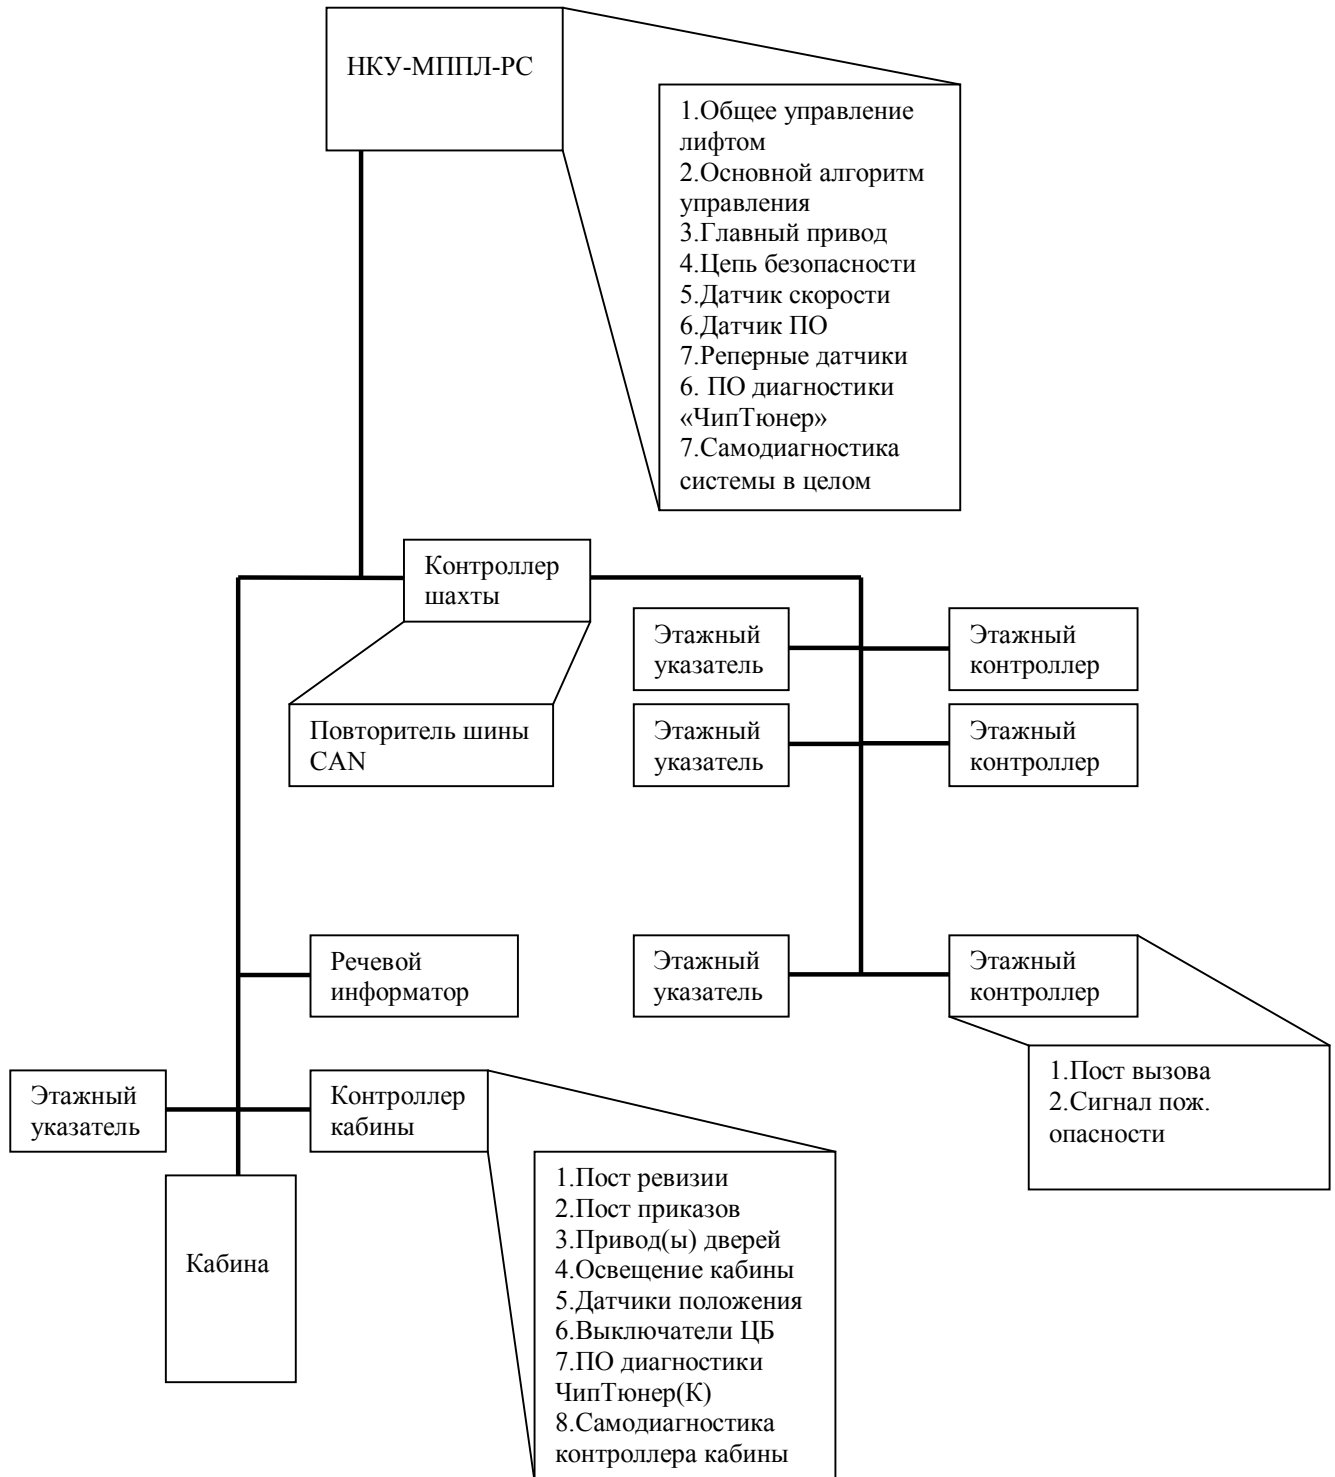 НКУ-МППЛ-РС
1.Общее управление
лифтом
2.Основной алгоритм
управления
3.Главный привод
4.Цепь безопасности
5.Датчик скорости
6.Датчик ПО
7.Реперные датчики
6. ПО диагностики
«ЧипТюнер»
7.Самодиагностика
системы в целом
Контроллер
шахты
Повторитель шины
CAN
Этажный
указатель
Этажный
контроллер
Этажный
указатель
Этажный
контроллер
Речевой
информатор
Этажный
указатель
Этажный
контроллер
1.Пост вызова
2.Сигнал пож.
опасности
Этажный
указатель
Контроллер
кабины
Кабина
1.Пост ревизии
2.Пост приказов
3.Привод(ы) дверей
4.Освещение кабины
5.Датчики положения
6.Выключатели ЦБ
7.ПО диагностики
ЧипТюнер(К)
8.Самодиагностика
контроллера кабины